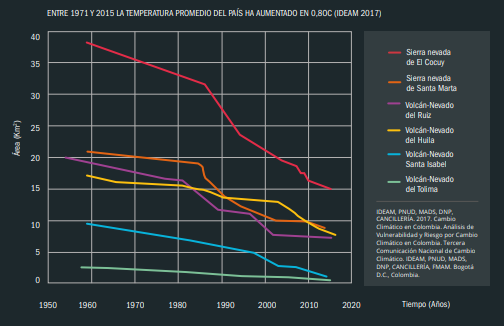 ENTRE 1971 Y 2015 LA TEMPERATURA PROMEDIO DEL PAÍS HA AUMENTADO EN 0,80C (IDEAM 2017)
40
35
30
25
20
15
10
5
0
Área (Km²)
1950 1960 1970 1980 1990 2000 2010 2020
Tiempo (Años)
Sierra nevada
de El Cocuy
Sierra nevada
de Santa Marta
Volcán-Nevado
del Ruiz
Volcán-Nevado
del Huila
Volcán-Nevado
Santa Isabel
Volcán-Nevado
del Tolima
IDEAM, PNUD, MADS, DNP,
CANCILLERÍA. 2017. Cambio
Climático en Colombia. Análisis de
Vulnerabilidad y Riesgo por Cambio
Climático en Colombia. Tercera
Comunicación Nacional de Cambio
Climático. IDEAM, PNUD, MADS,
DNP, CANCILLERÍA, FMAM. Bogotá
D.C., Colombia.